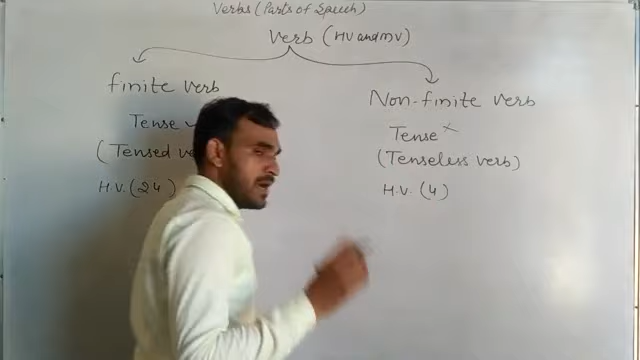 Verbs (Parts of Speech)
Verb (HV and MV)
finite verb
Tense ✓
(Tensed
H.V. (24)
Non-finite verb
Tense ×
(Tenseless verb)
H.V. (4)